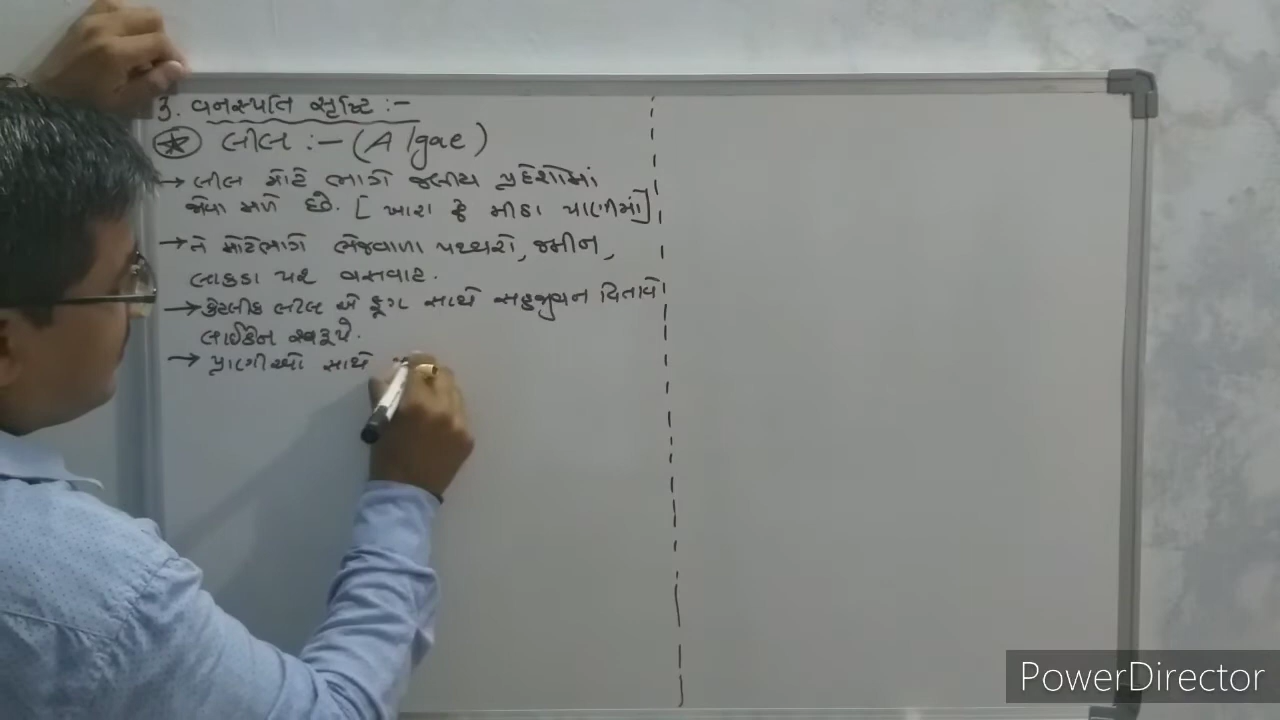 3. વનસ્પતિ સૃષ્ટિ :-
લીલ :- (Algae)
→ લીલ મોટે ભાગે જલીય પ્રદેશોમાં
જોવા મળે છે. [ ખારા કે મીઠા પાણીમાં ]
→ તે મોટેભાગે ભેજવાળા પથ્થરો, જમીન,
લાકડા પર વસવાટ.
→ કેટલીક લીલ એ ફૂગ સાથે સહજીવન વિતાવે
લાઈકેન સ્વરૂપે.
→ પ્રાણીઓ સાથે
PowerDirector